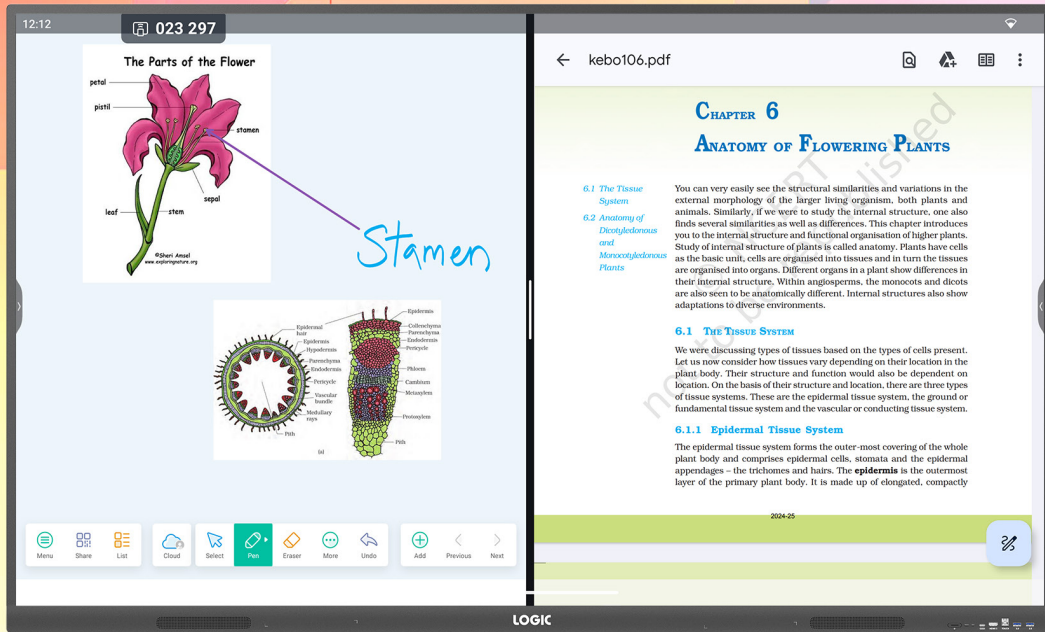 12:12
023 297
The Parts of the Flower
petal
pistil
stamen
sepal
leaf
stem
©Sheri Amsel
www.exploringnature.org
Stamen
Epidermal
hair
Epidermis
Hypodermis
Parenchyma
Endodermis
Pericycle
Vascular
bundle
Medullary
rays
Pith
(a)
Epidermis
Collenchyma
Parenchyma
Endodermis
Pericycle
Phloem
Cambium
Metaxylem
Protoxylem
Pith
Menu
Share
List
Cloud
Select
Pen
Eraser
More
Undo
Add
Previous
Next
kebo106.pdf
CHAPTER 6
ANATOMY OF FLOWERING PLANTS
6.1 The Tissue
System
6.2 Anatomy of
Dicotyledonous
and
Monocotyledonous
Plants
You can very easily see the structural similarities and variations in the
external morphology of the larger living organism, both plants and
animals. Similarly, if we were to study the internal structure, one also
finds several similarities as well as differences. This chapter introduces
you to the internal structure and functional organisation of higher plants.
Study of internal structure of plants is called anatomy. Plants have cells
as the basic unit, cells are organised into tissues and in turn the tissues
are organised into organs. Different organs in a plant show differences in
their internal structure. Within angiosperms, the monocots and dicots
are also seen to be anatomically different. Internal structures also show
adaptations to diverse environments.
6.1 THE TISSUE SYSTEM
We were discussing types of tissues based on the types of cells present.
Let us now consider how tissues vary depending on their location in the
plant body. Their structure and function would also be dependent on
location. On the basis of their structure and location, there are three types
of tissue systems. These are the epidermal tissue system, the ground or
fundamental tissue system and the vascular or conducting tissue system.
6.1.1 Epidermal Tissue System
The epidermal tissue system forms the outer-most covering of the whole
plant body and comprises epidermal cells, stomata and the epidermal
appendages – the trichomes and hairs. The epidermis is the outermost
layer of the primary plant body. It is made up of elongated, compactly
2024-25
not to be republished
LOGIC